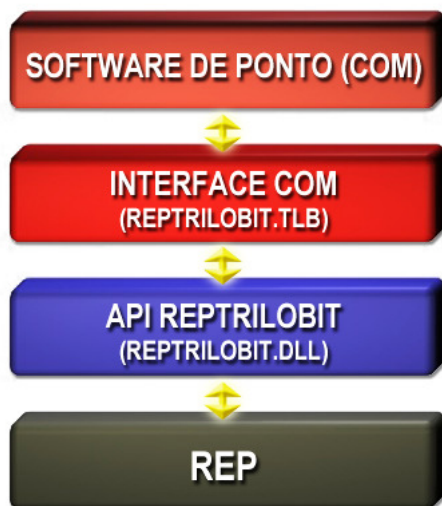 SOFTWARE DE PONTO (COM)
INTERFACE COM
(REPTRILOBIT.TLB)
API REPTRILOBIT
(REPTRILOBIT.DLL)
REP